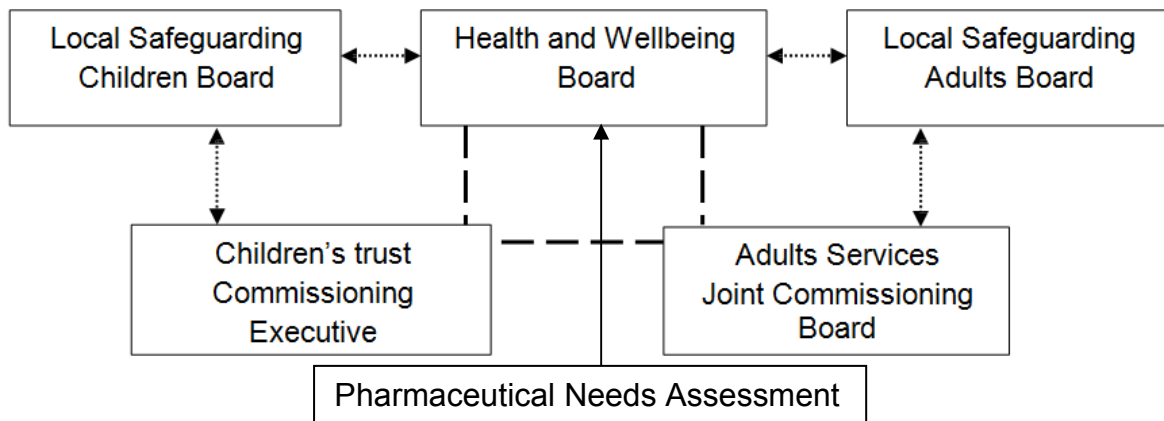 Local Safeguarding
Children Board
Health and Wellbeing
Board
Local Safeguarding
Adults Board
Children’s trust
Commissioning
Executive
Adults Services
Joint Commissioning
Board
Pharmaceutical Needs Assessment